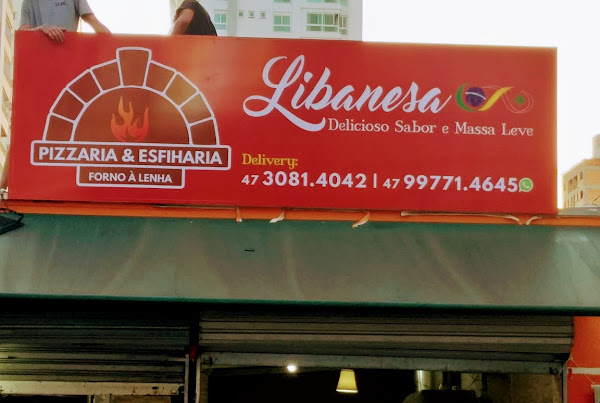 PIZZARIA & ESFIHARIA
FORNO À LENHA
Libanesa
Delicioso Sabor e Massa Leve
Delivery:
47 3081.4042 | 47 99771.4645